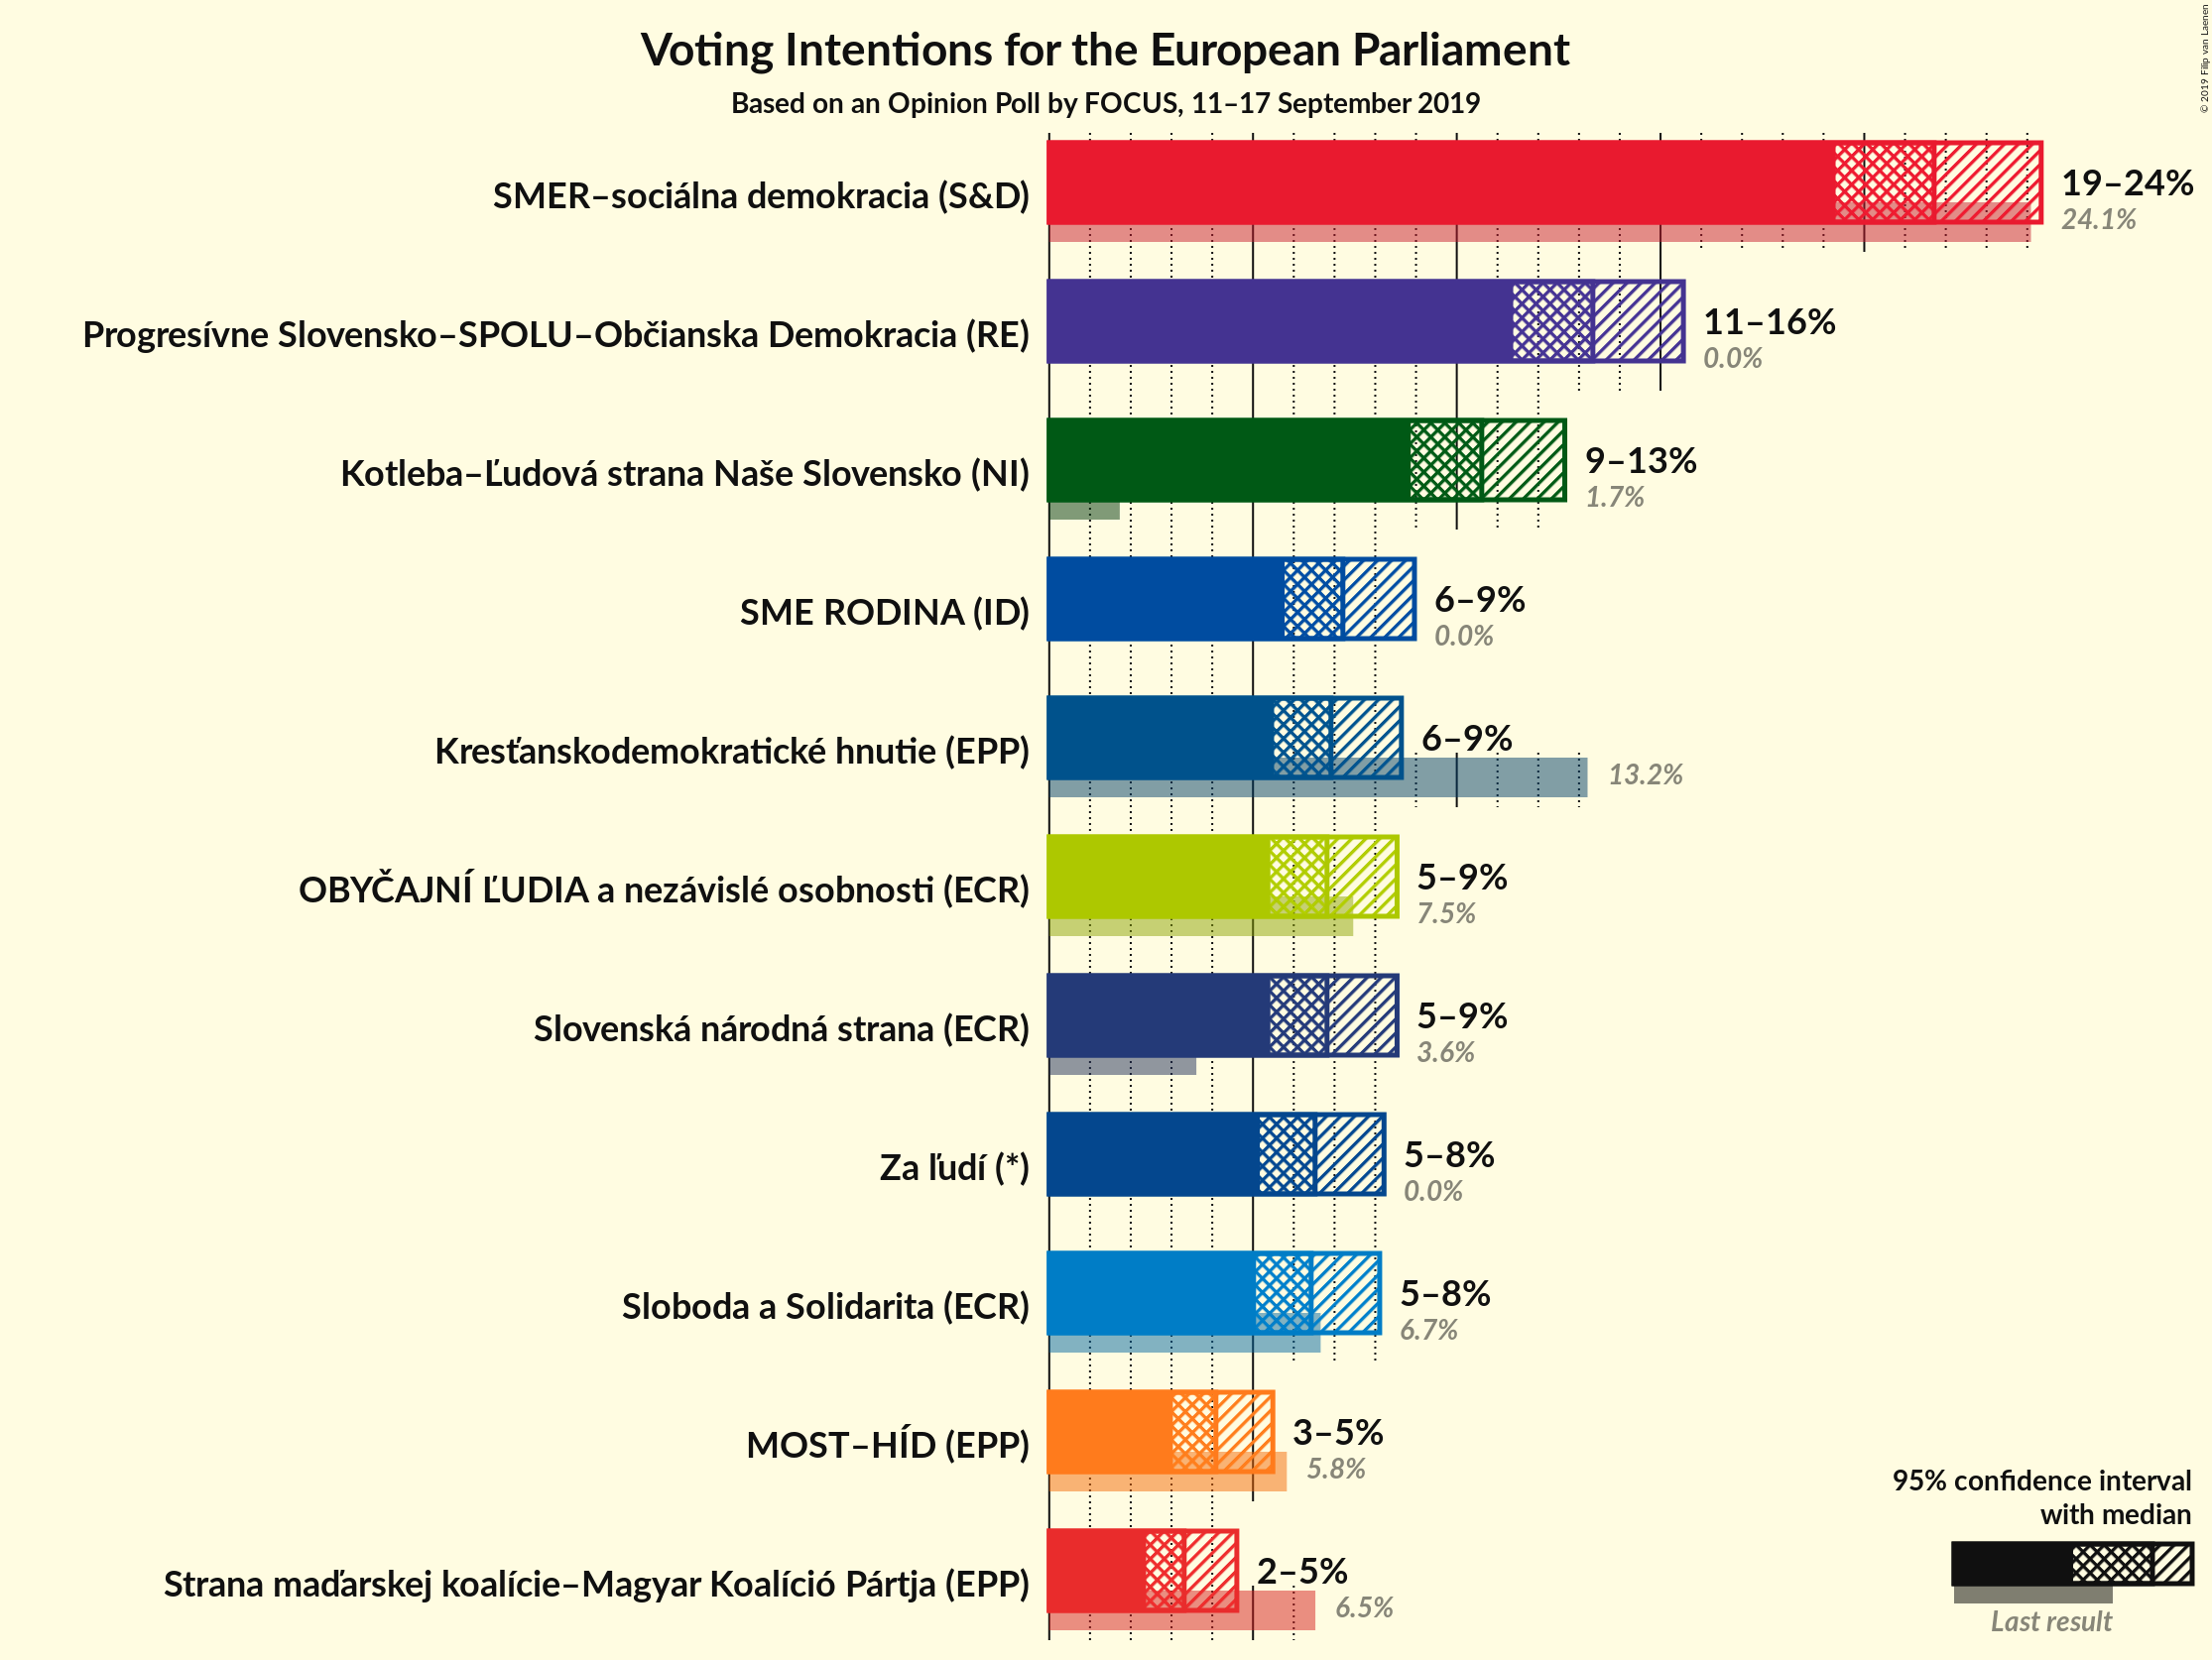 Voting Intentions for the European Parliament
Based on an Opinion Poll by FOCUS, 11–17 September 2019
© 2019 Filip van Laenen
SMER–sociálna demokracia (S&D)
19–24%
24.1%
Progresívne Slovensko–SPOLU–Občianska Demokracia (RE)
11–16%
0.0%
Kotleba–Ľudová strana Naše Slovensko (NI)
9–13%
1.7%
SME RODINA (ID)
6–9%
0.0%
Kresťanskodemokratické hnutie (EPP)
6–9%
13.2%
OBYČAJNÍ ĽUDIA a nezávislé osobnosti (ECR)
5–9%
7.5%
Slovenská národná strana (ECR)
5–9%
3.6%
Za ľudí (*)
5–8%
0.0%
Sloboda a Solidarita (ECR)
5–8%
6.7%
MOST–HÍD (EPP)
3–5%
5.8%
Strana maďarskej koalície–Magyar Koalíció Pártja (EPP)
2–5%
6.5%
95% confidence interval
with median
Last result